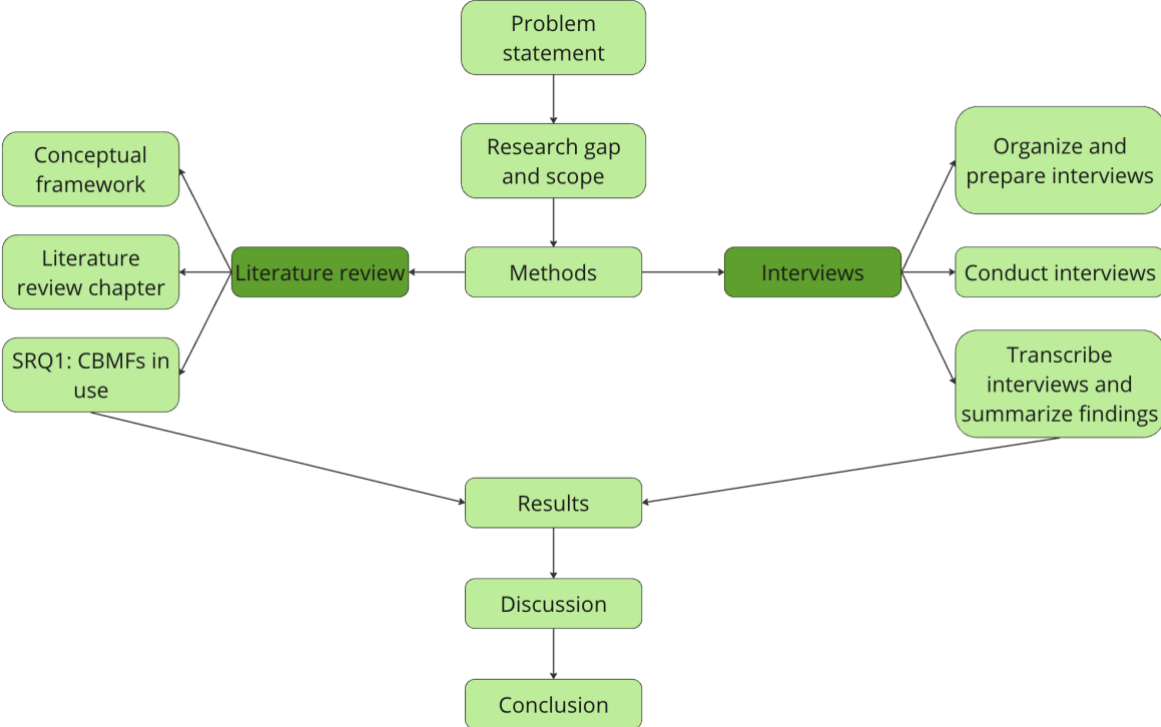 Problem
statement
Research gap
and scope
Methods
Literature review
Conceptual
framework
Literature
review chapter
SRQ1: CBMFs in
use
Interviews
Organize and
prepare interviews
Conduct interviews
Transcribe
interviews and
summarize findings
Results
Discussion
Conclusion